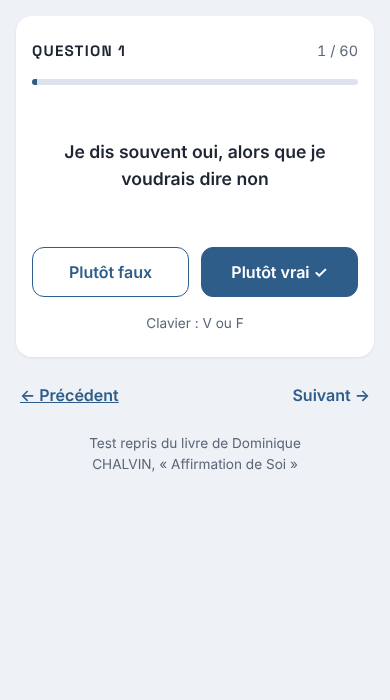 QUESTION 1
1 / 60
Je dis souvent oui, alors que je
voudrais dire non
Plutôt faux
Plutôt vrai ✓
Clavier : V ou F
← Précédent
Suivant →
Test repris du livre de Dominique
CHALVIN, « Affirmation de Soi »